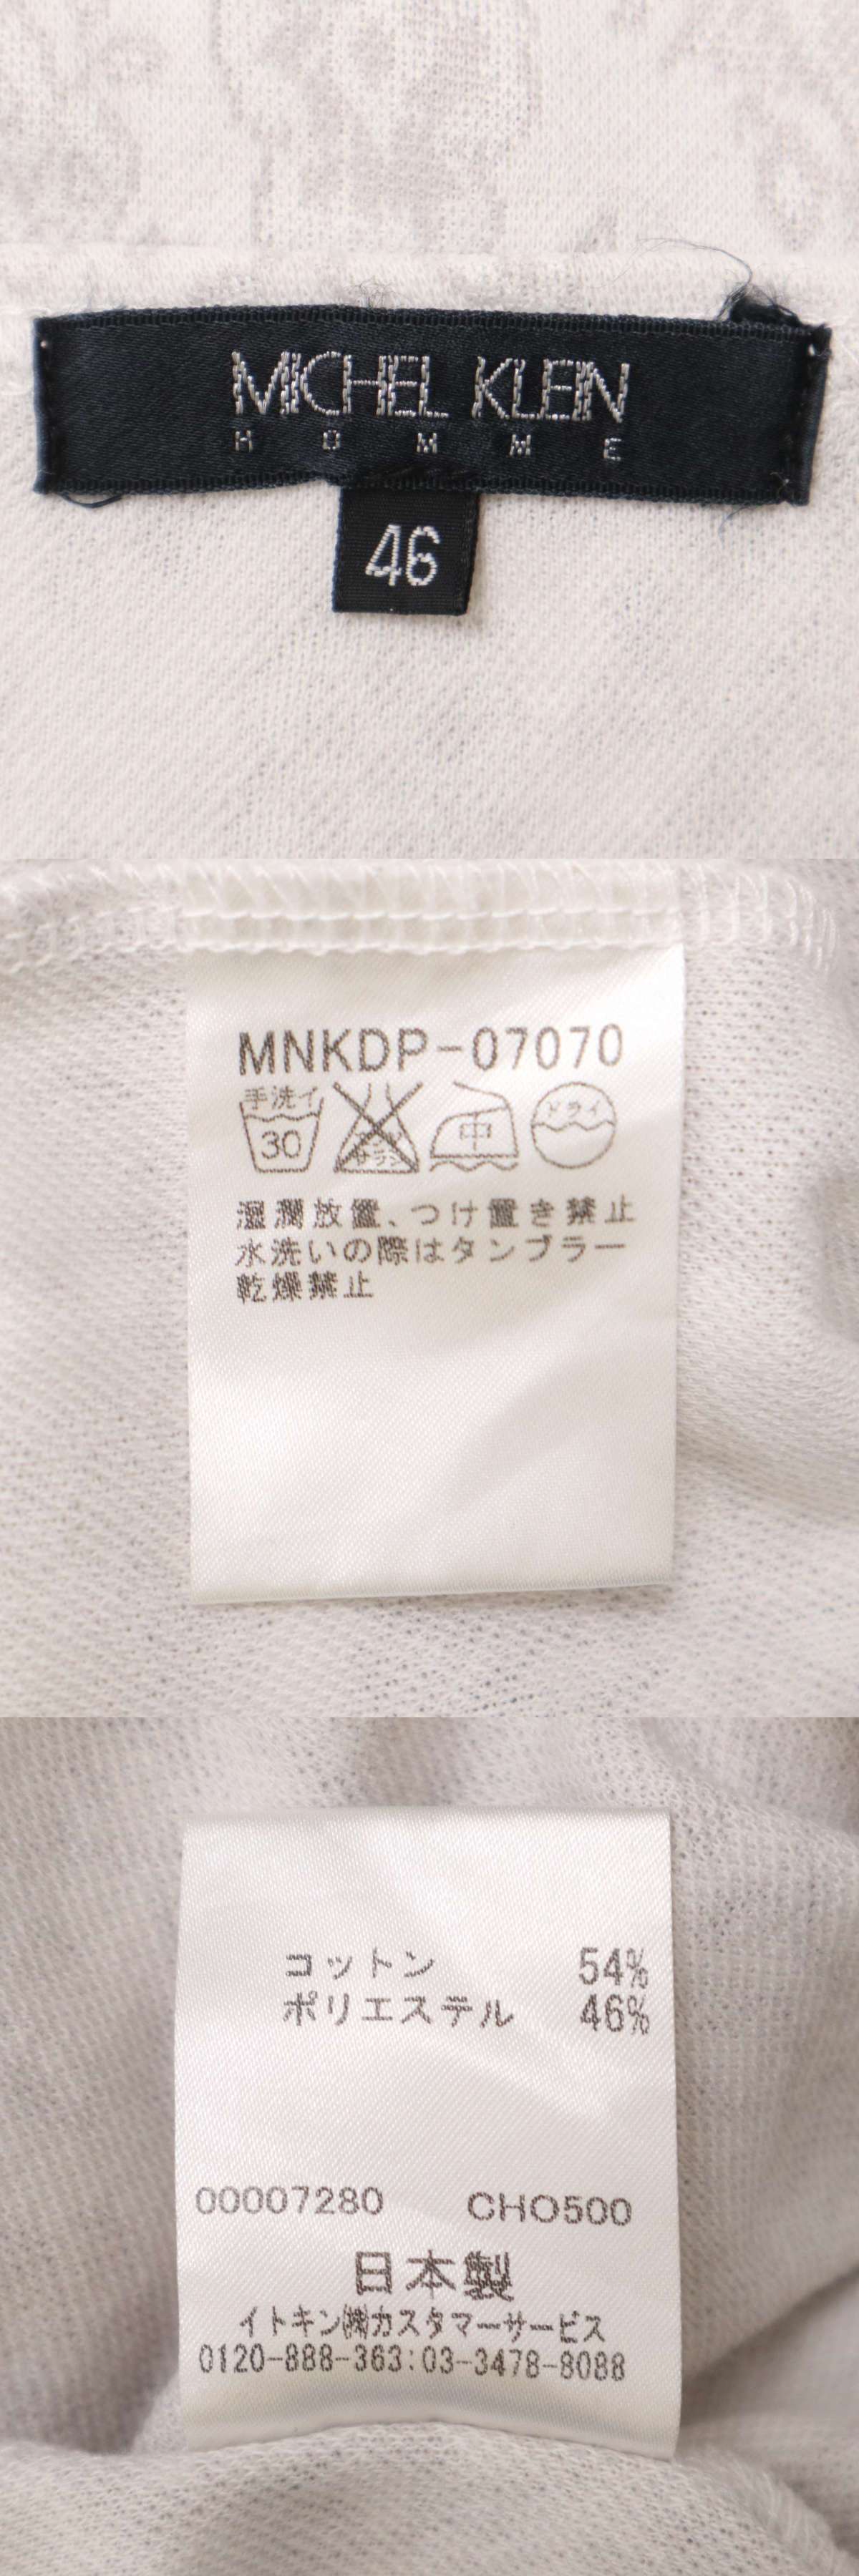 MICHEL KLEIN
HOMME
46
MNKDP-07070
手洗イ
30
中
ドライ
湿潤放置、つけ置き禁止
水洗いの際はタンブラー
乾燥禁止
コットン 54%
ポリエステル 46%
00007280 CHO500
日本製
イトキン㈱カスタマーサービス
0120-888-363:03-3478-8088